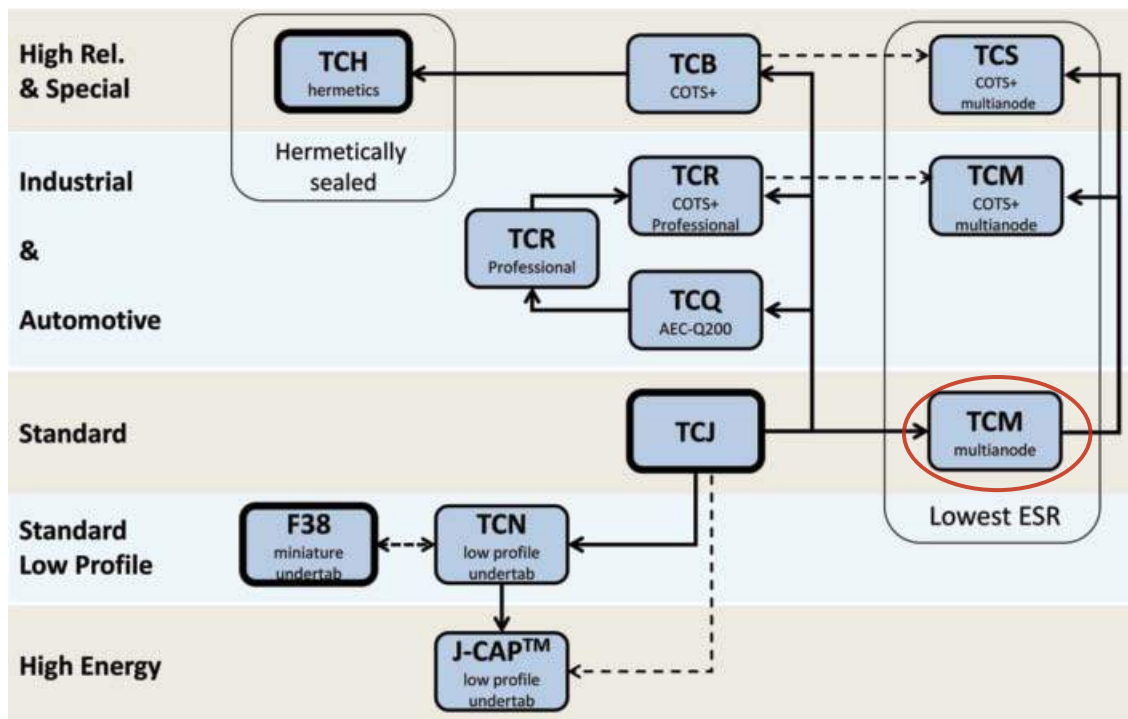 High Rel.
& Special
TCH
hermetics
Hermetically
sealed
TCB
COTS+
TCS
COTS+
multianode
Industrial
&
Automotive
TCR
COTS+
Professional
TCM
COTS+
multianode
TCR
Professional
TCQ
AEC-Q200
Standard
TCJ
TCM
multianode
Lowest ESR
Standard
Low Profile
F38
miniature
undertab
TCN
low profile
undertab
High Energy
J-CAP™
low profile
undertab